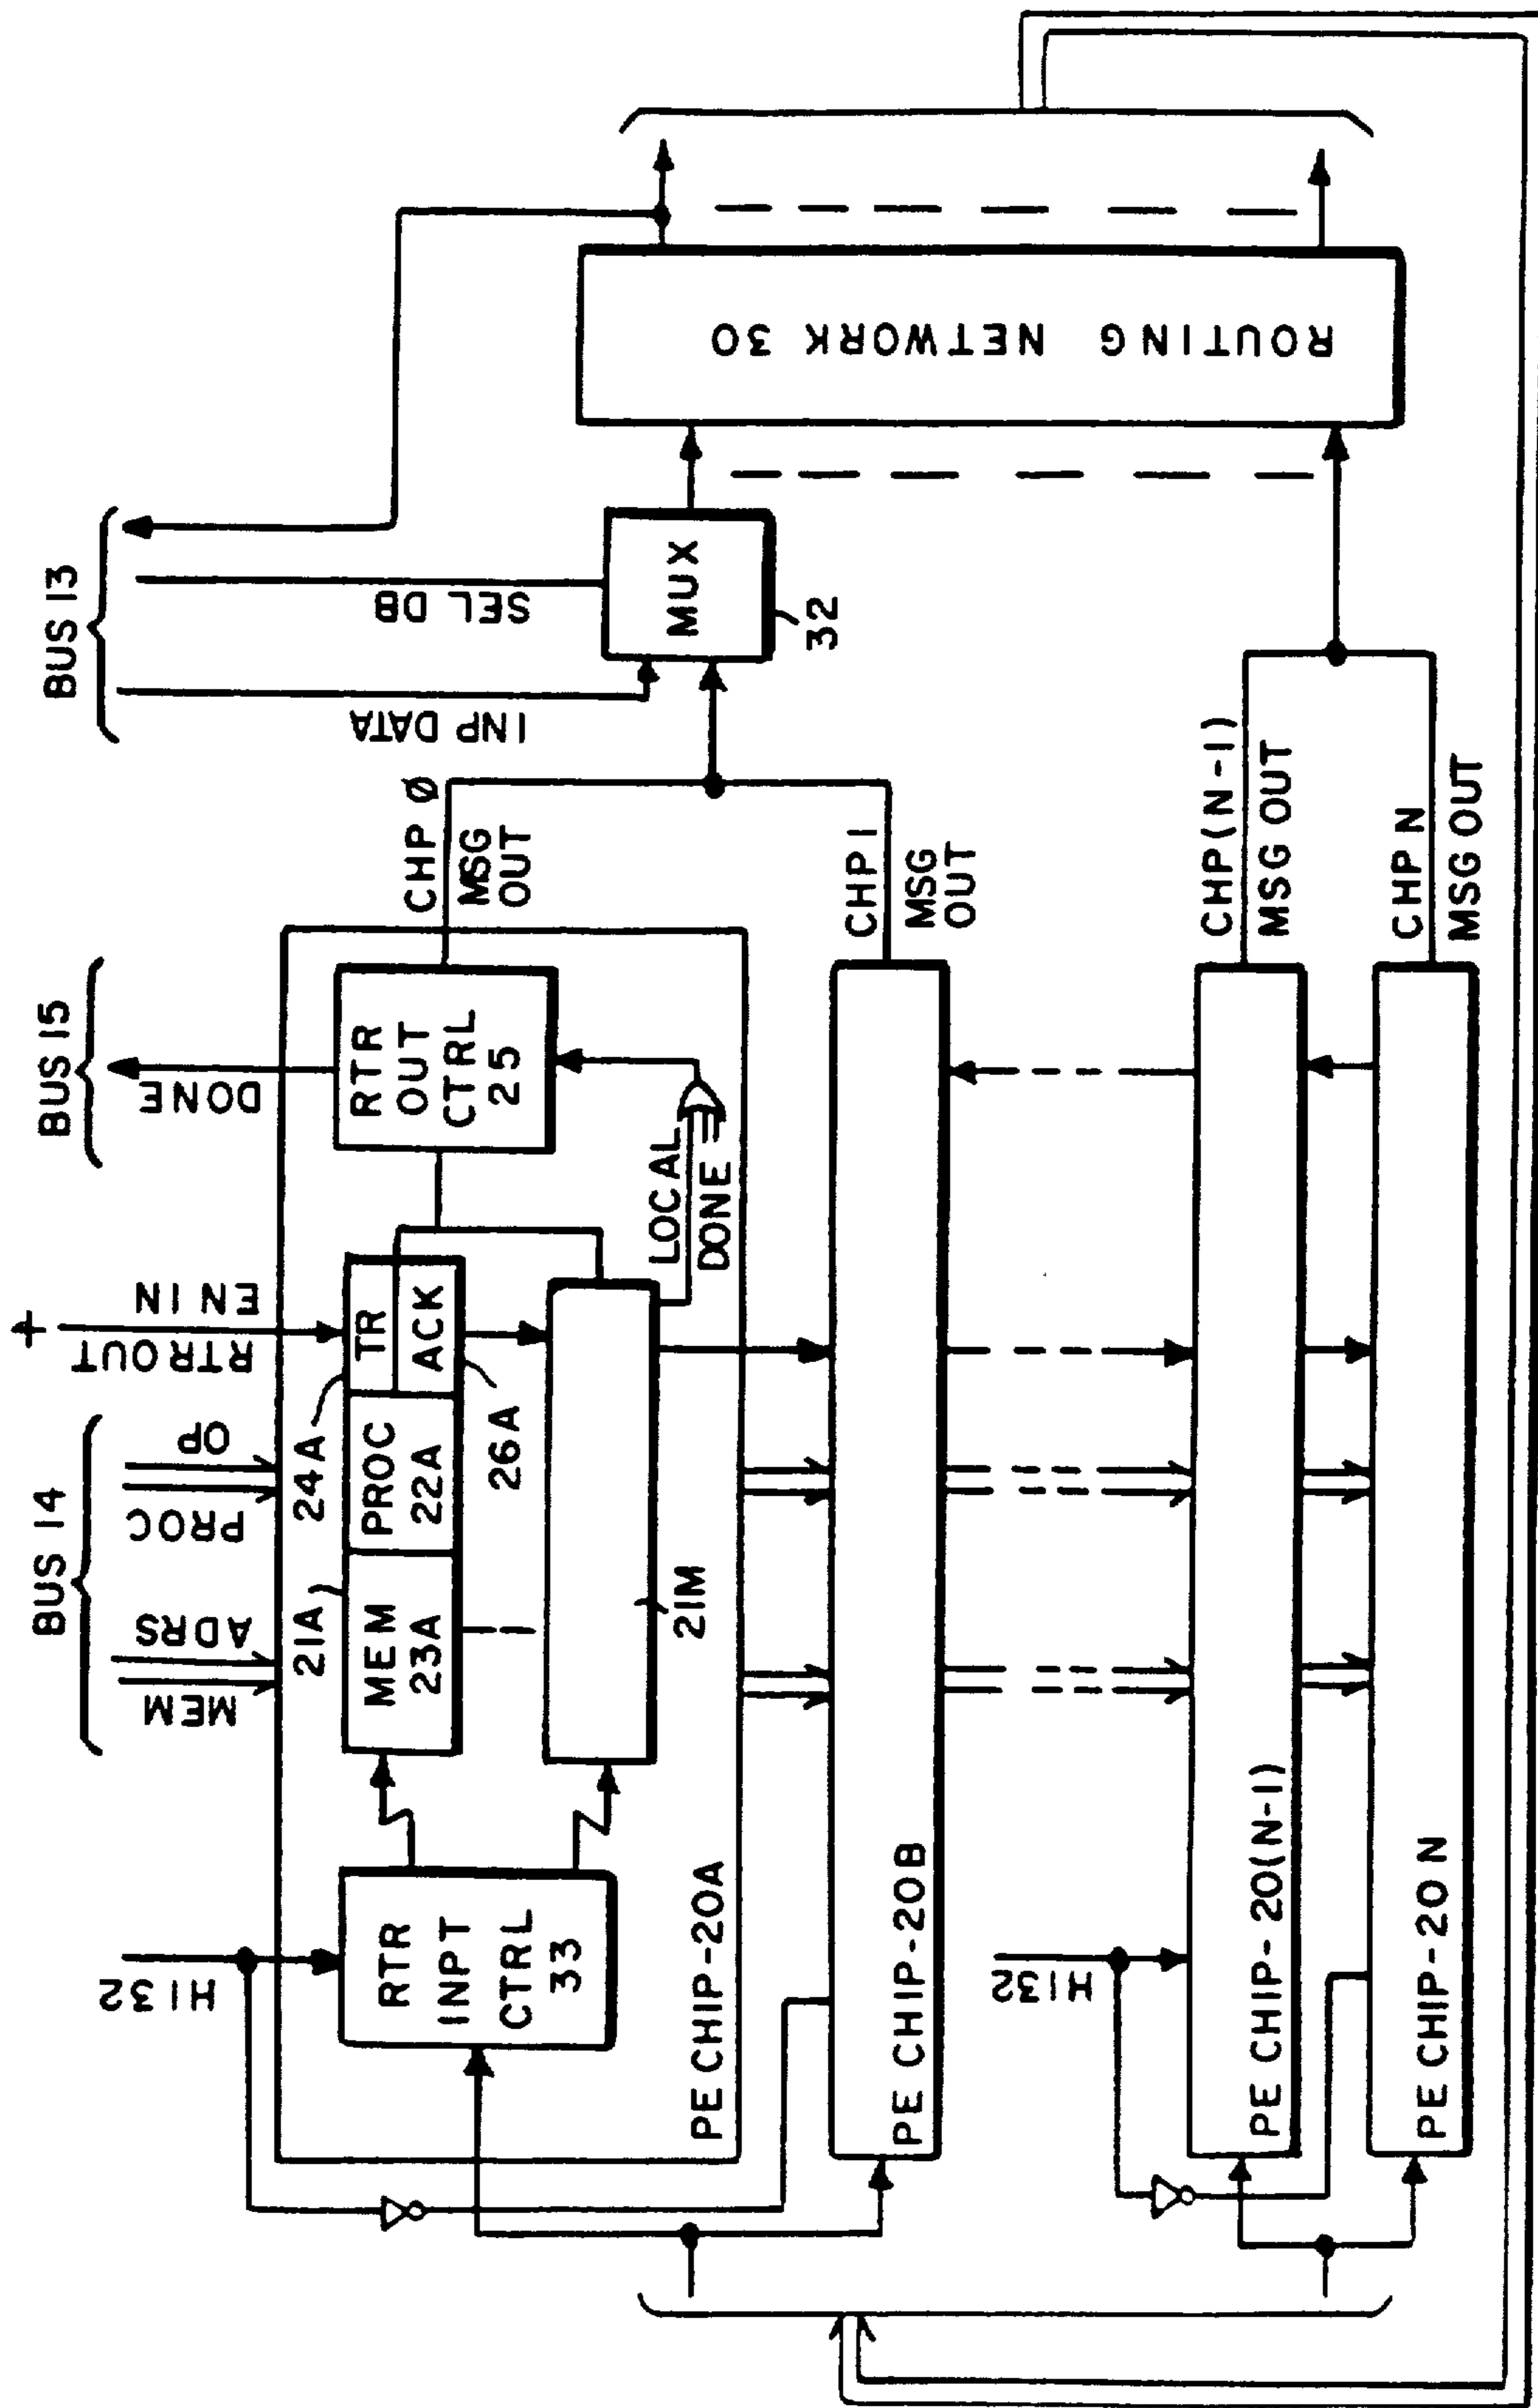 BUS 14
BUS 15
BUS 13
+
MEM
ADRS
PROC
OP
RTROUT
EN IN
DONE
INP DATA
SEL DB
H132
RTR
INPT
CTRL
33
21A
24A
MEM
23A
PROC
22A
TR
ACK
26A
21M
LOCAL
DONE
RTR
OUT
CTRL
25
PE CHIP-20A
CHP Ø
MSG
OUT
MUX
32
ROUTING NETWORK 30
PE CHIP-20B
CHP 1
MSG
OUT
H132
PE CHIP-20(N-1)
CHP(N-1)
MSG OUT
PE CHIP-20N
CHP N
MSG OUT